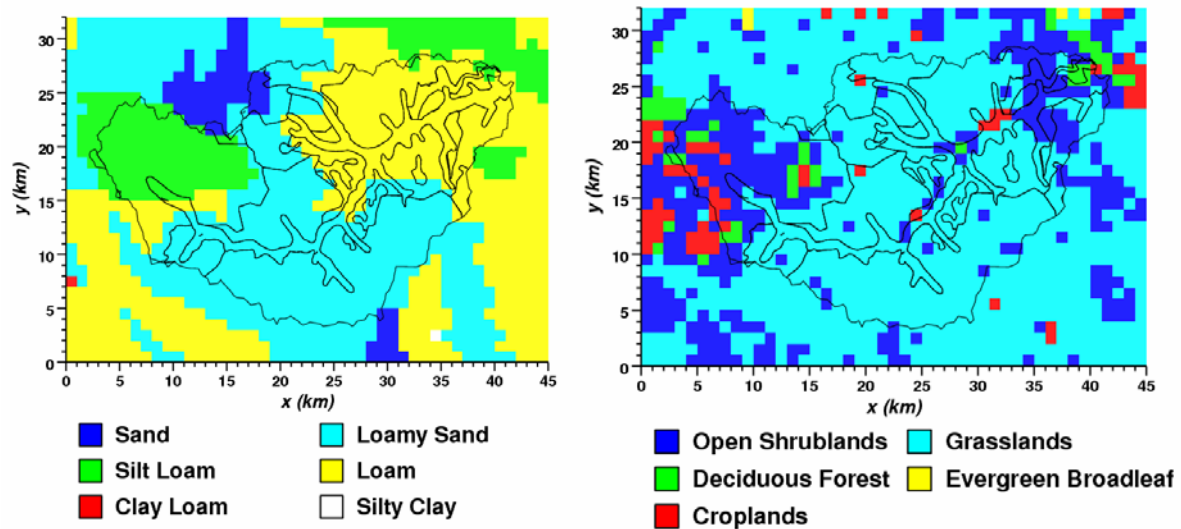 30
25
20
15
10
5
0
y (km)
0 5 10 15 20 25 30 35 40 45
x (km)
Sand Loamy Sand
Silt Loam Loam
Clay Loam Silty Clay
30
25
20
15
10
5
0
y (km)
0 5 10 15 20 25 30 35 40 45
x (km)
Open Shrublands Grasslands
Deciduous Forest Evergreen Broadleaf
Croplands